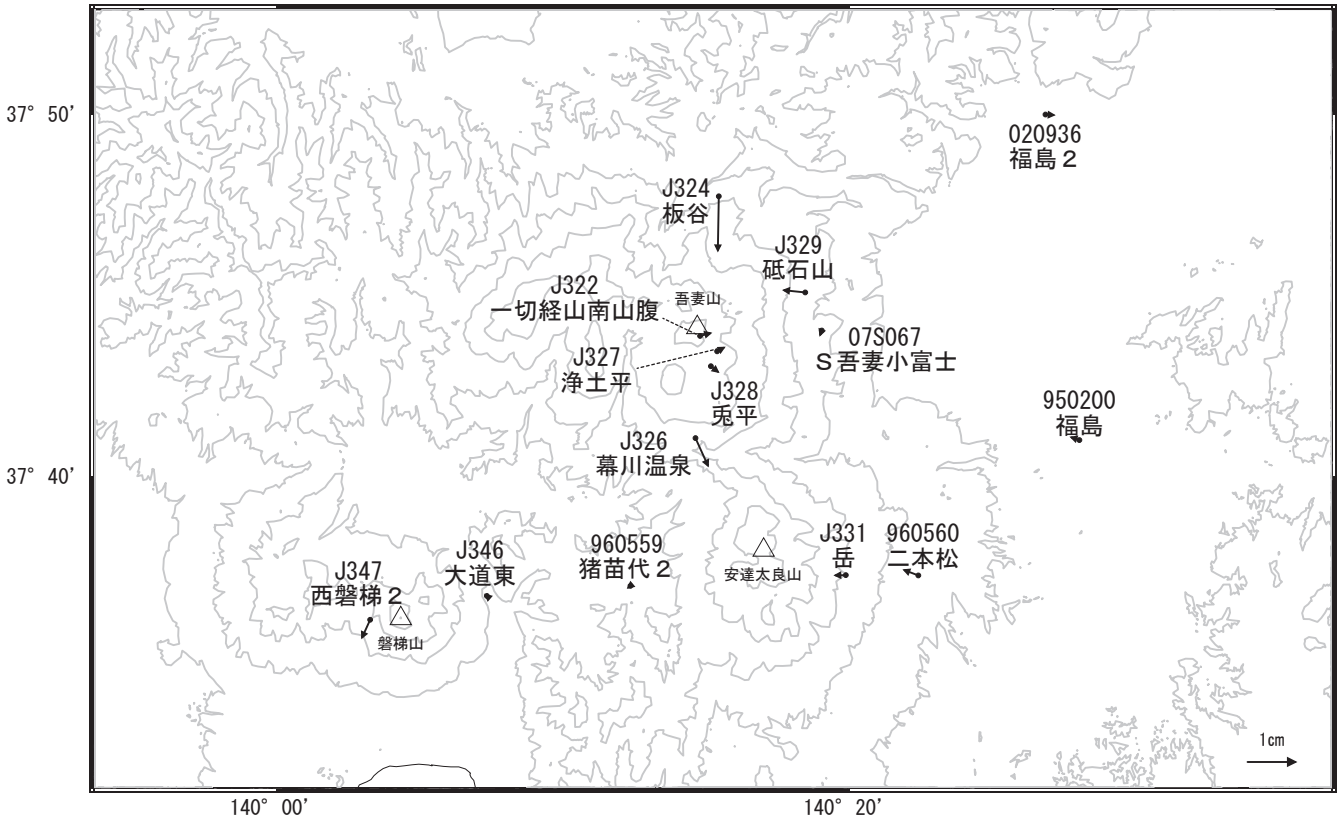 37° 50'
020936
福島２
J324
板谷
J329
砥石山
J322
一切経山南山腹
吾妻山
07S067
Ｓ吾妻小富士
J327
浄土平
J328
兎平
950200
福島
J326
幕川温泉
37° 40'
960559
猪苗代２
安達太良山
J331
岳
960560
二本松
J346
大道東
J347
西磐梯２
磐梯山
1cm
140° 00'
140° 20'